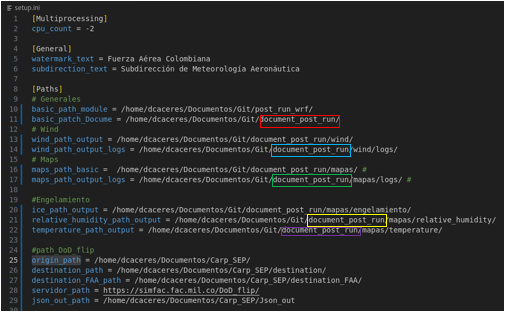 setup.ini
1 [Multiprocessing]
2 cpu_count = -2
3
4 [General]
5 watermark_text = Fuerza Aérea Colombiana
6 subdirection_text = Subdirección de Meteorología Aeronáutica
7
8 [Paths]
9 # Generales
10 basic_path_module = /home/dcaceres/Documentos/Git/post_run_wrf/
11 basic_patch_Docume = /home/dcaceres/Documentos/Git/document_post_run/
12 # Wind
13 wind_path_output = /home/dcaceres/Documentos/Git/document_post_run/wind/
14 wind_path_output_logs = /home/dcaceres/Documentos/Git/document_post_run/wind/logs/
15 # Maps
16 maps_path_basic = /home/dcaceres/Documentos/Git/document_post_run/mapas/ #
17 maps_path_output_logs = /home/dcaceres/Documentos/Git/document_post_run/mapas/logs/ #
18
19 #Engelamiento
20 ice_path_output = /home/dcaceres/Documentos/Git/document_post_run/mapas/engelamiento/
21 relative_humidity_path_output = /home/dcaceres/Documentos/Git/document_post_run/mapas/relative_humidity/
22 temperature_path_output = /home/dcaceres/Documentos/Git/document_post_run/mapas/temperature/
23
24 #path DoD flip
25 origin_path = /home/dcaceres/Documentos/Carp_SEP/
26 destination_path = /home/dcaceres/Documentos/Carp_SEP/destination/
27 destination_FAA_path = /home/dcaceres/Documentos/Carp_SEP/destination_FAA/
28 servidor_path = https://simfac.fac.mil.co/DoD_flip/
29 json_out_path = /home/dcaceres/Documentos/Carp_SEP/Json_out
30